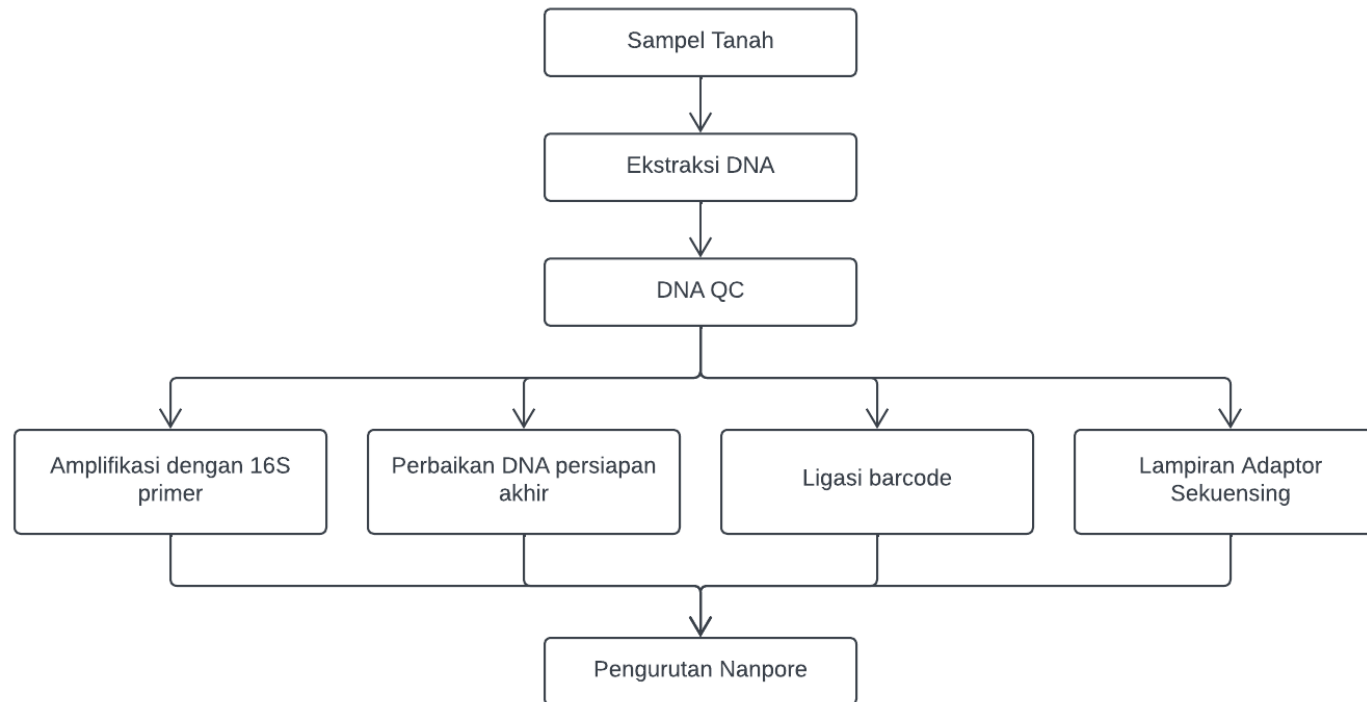 Sampel Tanah
Ekstraksi DNA
DNA QC
Amplifikasi dengan 16S
primer
Perbaikan DNA persiapan
akhir
Ligasi barcode
Lampiran Adaptor
Sekuensing
Pengurutan Nanpore